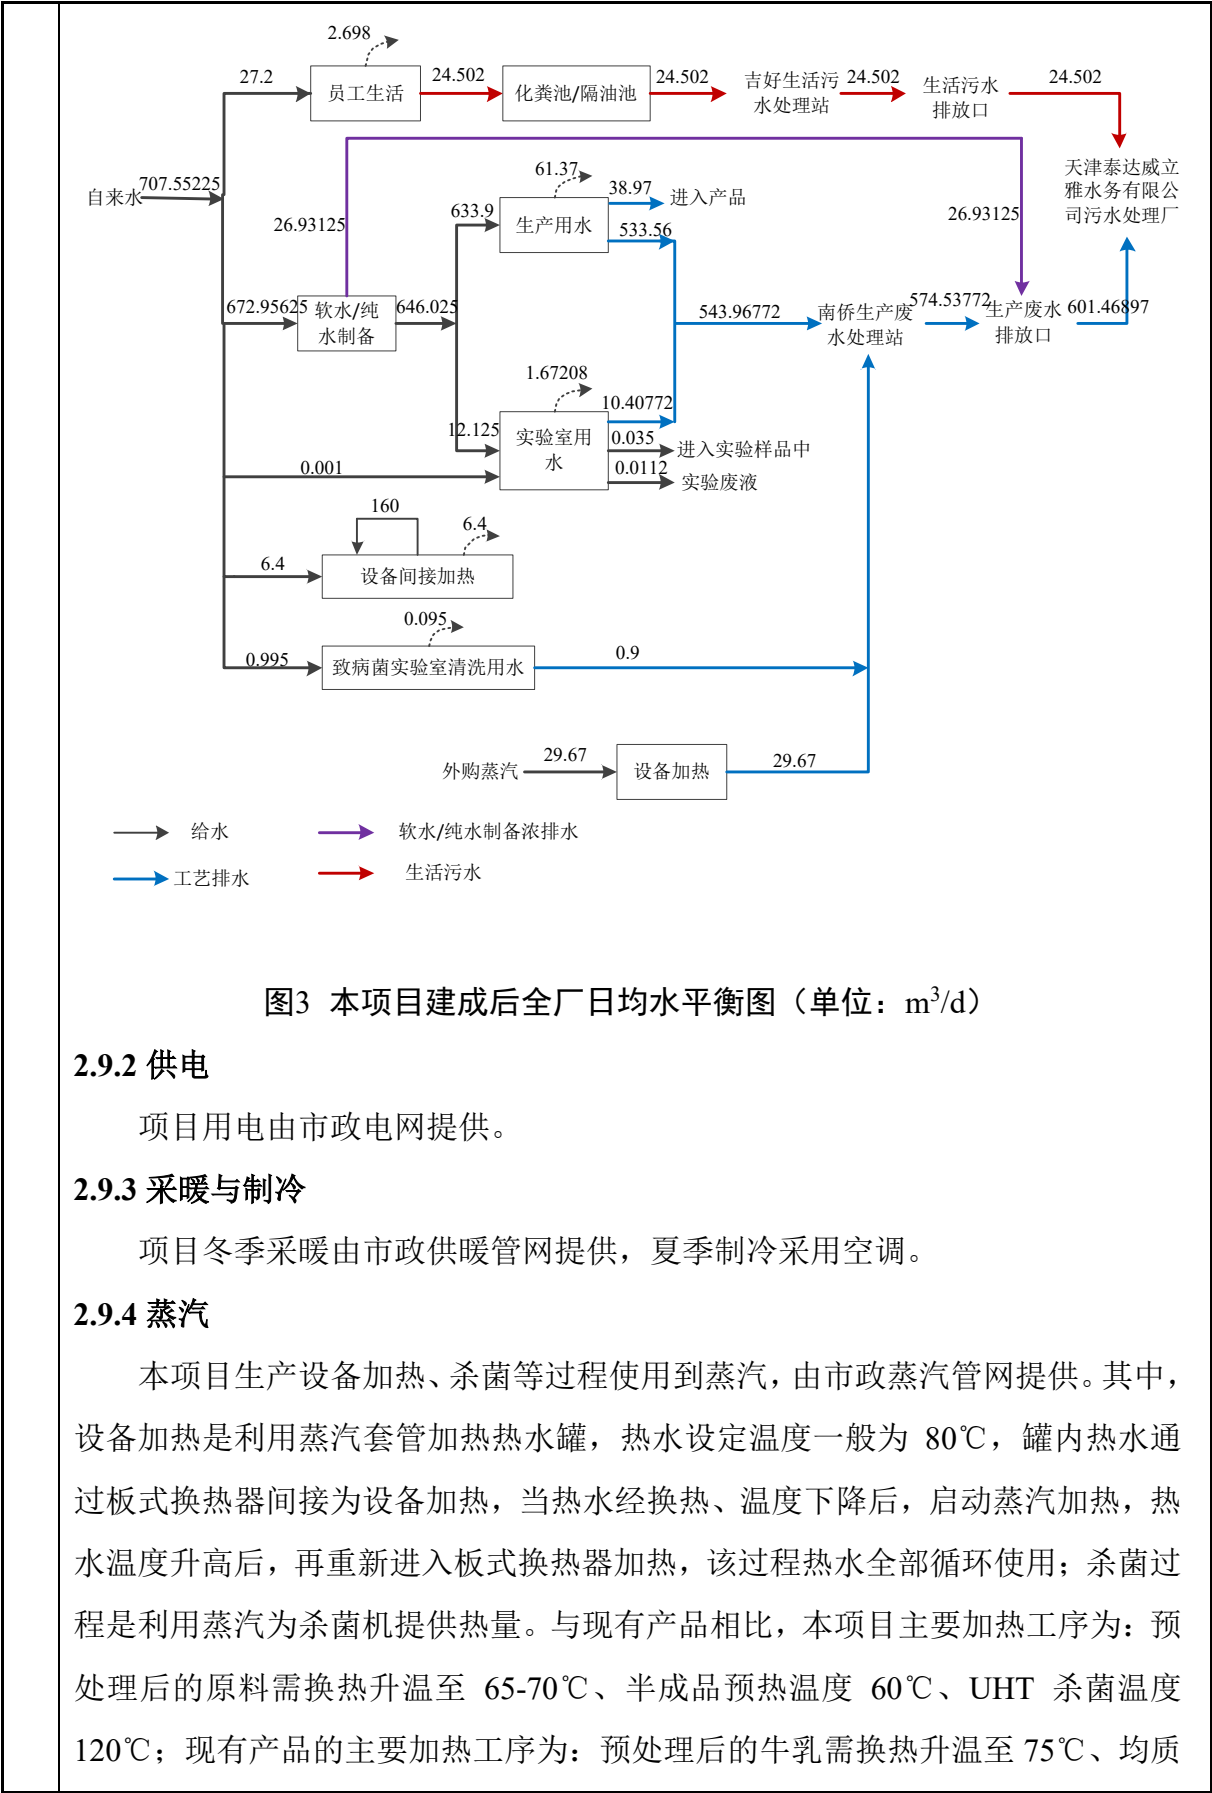 2.698
27.2
员工生活
24.502
化粪池/隔油池
24.502
吉好生活污
水处理站
24.502
生活污水
排放口
24.502
天津泰达威立
雅水务有限公
司污水处理厂
自来水
707.55225
26.93125
633.9
61.37
生产用水
38.97
进入产品
533.56
26.93125
672.95625
软水/纯
水制备
646.025
543.96772
南侨生产废
水处理站
574.53772
生产废水
排放口
601.46897
1.67208
12.125
实验室用
水
10.40772
0.035
进入实验样品中
0.0112
实验废液
0.001
160
6.4
6.4
设备间接加热
0.095
0.995
致病菌实验室清洗用水
0.9
外购蒸汽
29.67
设备加热
29.67
给水
软水/纯水制备浓排水
工艺排水
生活污水
图3 本项目建成后全厂日均水平衡图（单位：m³/d）
2.9.2 供电
项目用电由市政电网提供。
2.9.3 采暖与制冷
项目冬季采暖由市政供暖管网提供，夏季制冷采用空调。
2.9.4 蒸汽
本项目生产设备加热、杀菌等过程使用到蒸汽，由市政蒸汽管网提供。其中，
设备加热是利用蒸汽套管加热热水罐，热水设定温度一般为 80℃，罐内热水通
过板式换热器间接为设备加热，当热水经换热、温度下降后，启动蒸汽加热，热
水温度升高后，再重新进入板式换热器加热，该过程热水全部循环使用；杀菌过
程是利用蒸汽为杀菌机提供热量。与现有产品相比，本项目主要加热工序为：预
处理后的原料需换热升温至 65-70℃、半成品预热温度 60℃、UHT 杀菌温度
120℃；现有产品的主要加热工序为：预处理后的牛乳需换热升温至 75℃、均质